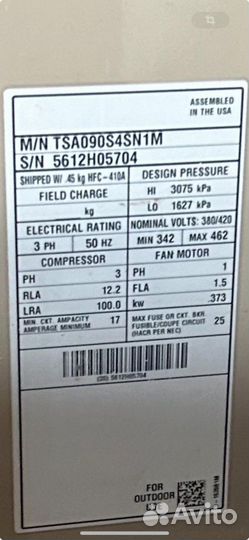 ASSEMBLED
IN THE USA
M/N TSA090S4SN1M
S/N 5612H05704
SHIPPED W/ .45 kg HFC-410A
DESIGN PRESSURE
FIELD CHARGE
kg
HI 3075 kPa
LO 1627 kPa
ELECTRICAL RATING
NOMINAL VOLTS: 380/420
3 PH 50 HZ
MIN 342 MAX 462
COMPRESSOR
FAN MOTOR
PH 3
PH 1
RLA 12.2
FLA 1.5
LRA 100.0
kw .373
MIN. CKT. AMPACITY
AMPERAGE MINIMUM 17
MAX FUSE OR CKT. BKR.
FUSIBLE/COUPE CIRCUIT 25
(HACR PER NEC)
5612H05704
FOR
OUTDOOR
Avito